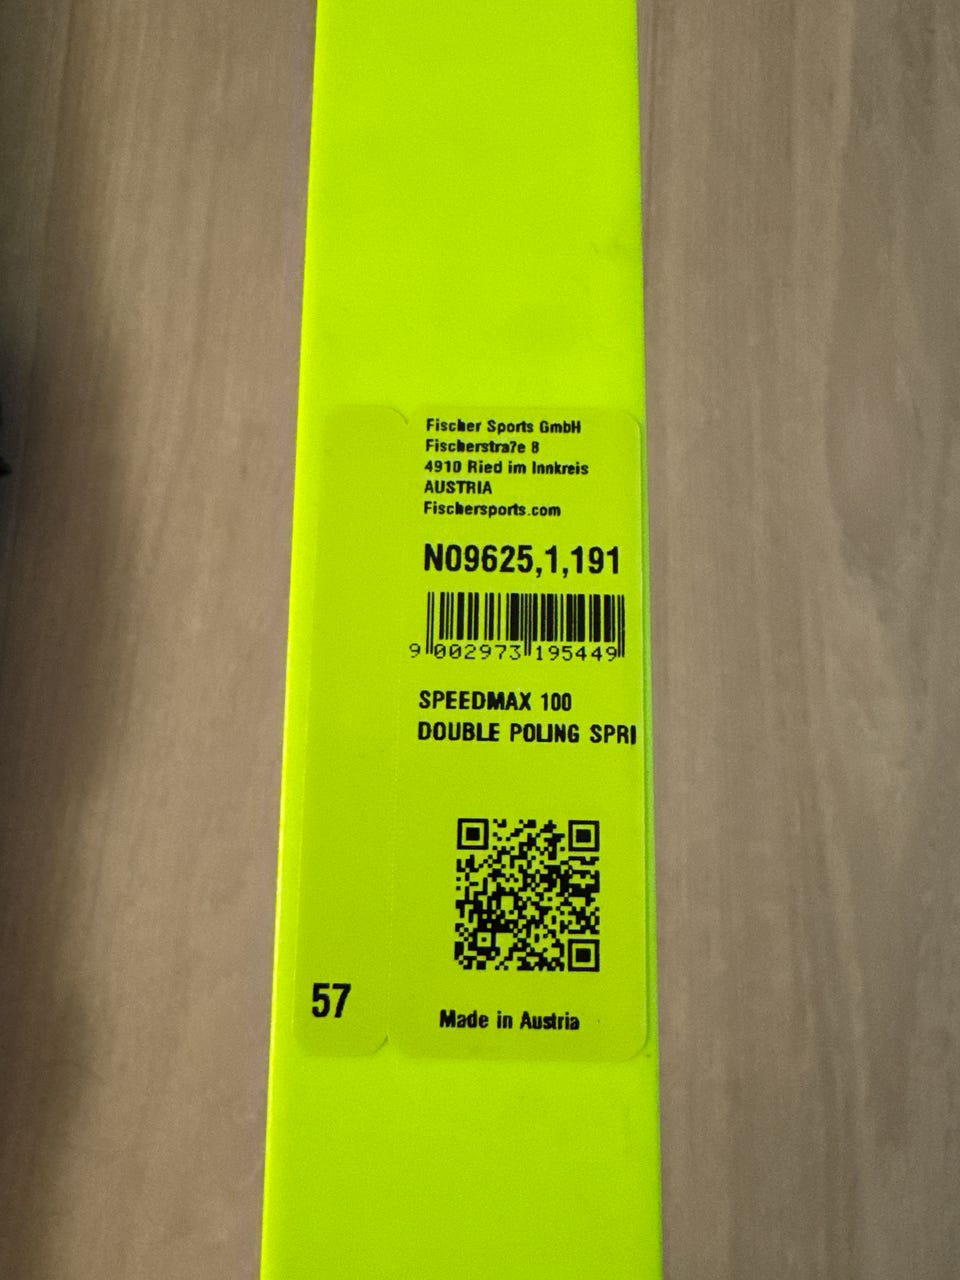 Fischer Sports GmbH
Fischerstra?e 8
4910 Ried im Innkreis
AUSTRIA
Fischersports.com
N09625,1,191
9 002973 195449
SPEEDMAX 100
DOUBLE POLING SPRI
57
Made in Austria